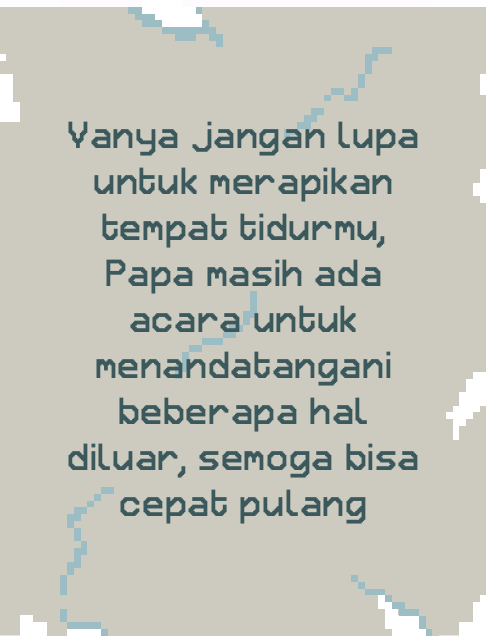 Vanya jangan lupa
untuk merapikan
tempat tidurmu,
Papa masih ada
acara untuk
menandatangani
beberapa hal
diluar, semoga bisa
cepat pulang